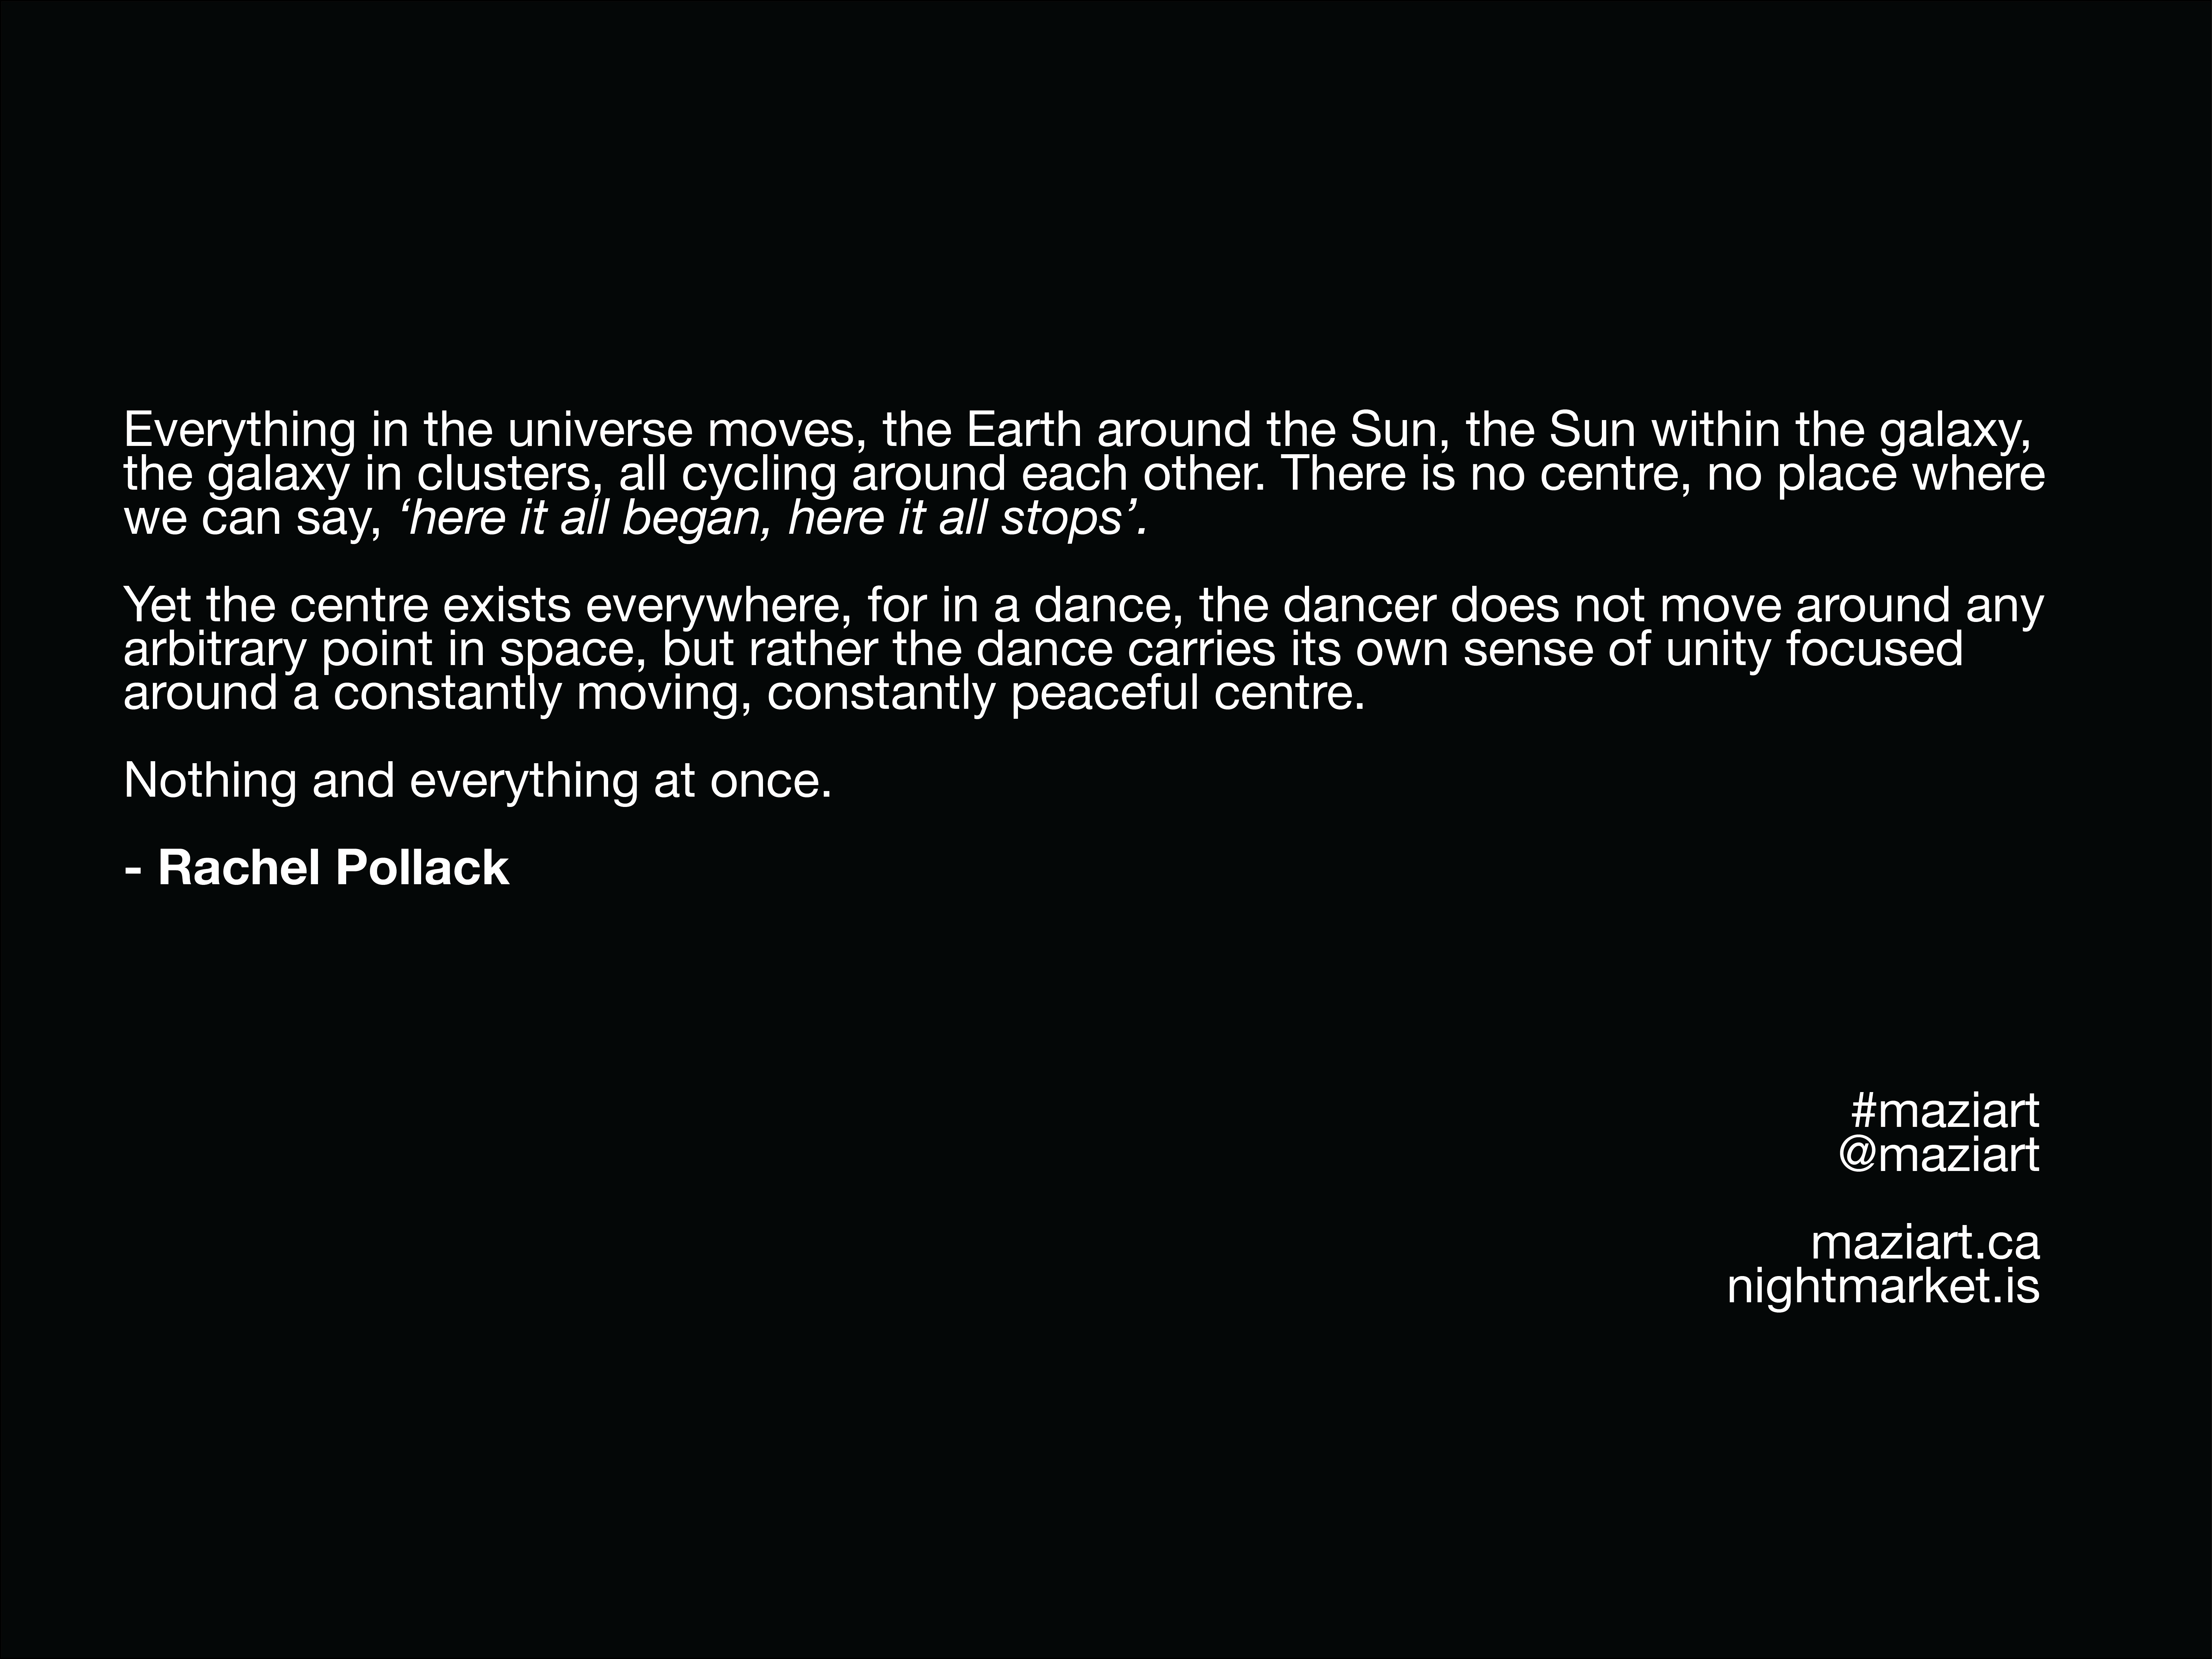 Everything in the universe moves, the Earth around the Sun, the Sun within the galaxy,
the galaxy in clusters, all cycling around each other. There is no centre, no place where
we can say, ‘here it all began, here it all stops’.
Yet the centre exists everywhere, for in a dance, the dancer does not move around any
arbitrary point in space, but rather the dance carries its own sense of unity focused
around a constantly moving, constantly peaceful centre.
Nothing and everything at once.
- Rachel Pollack
#maziart
@maziart
maziart.ca
nightmarket.is